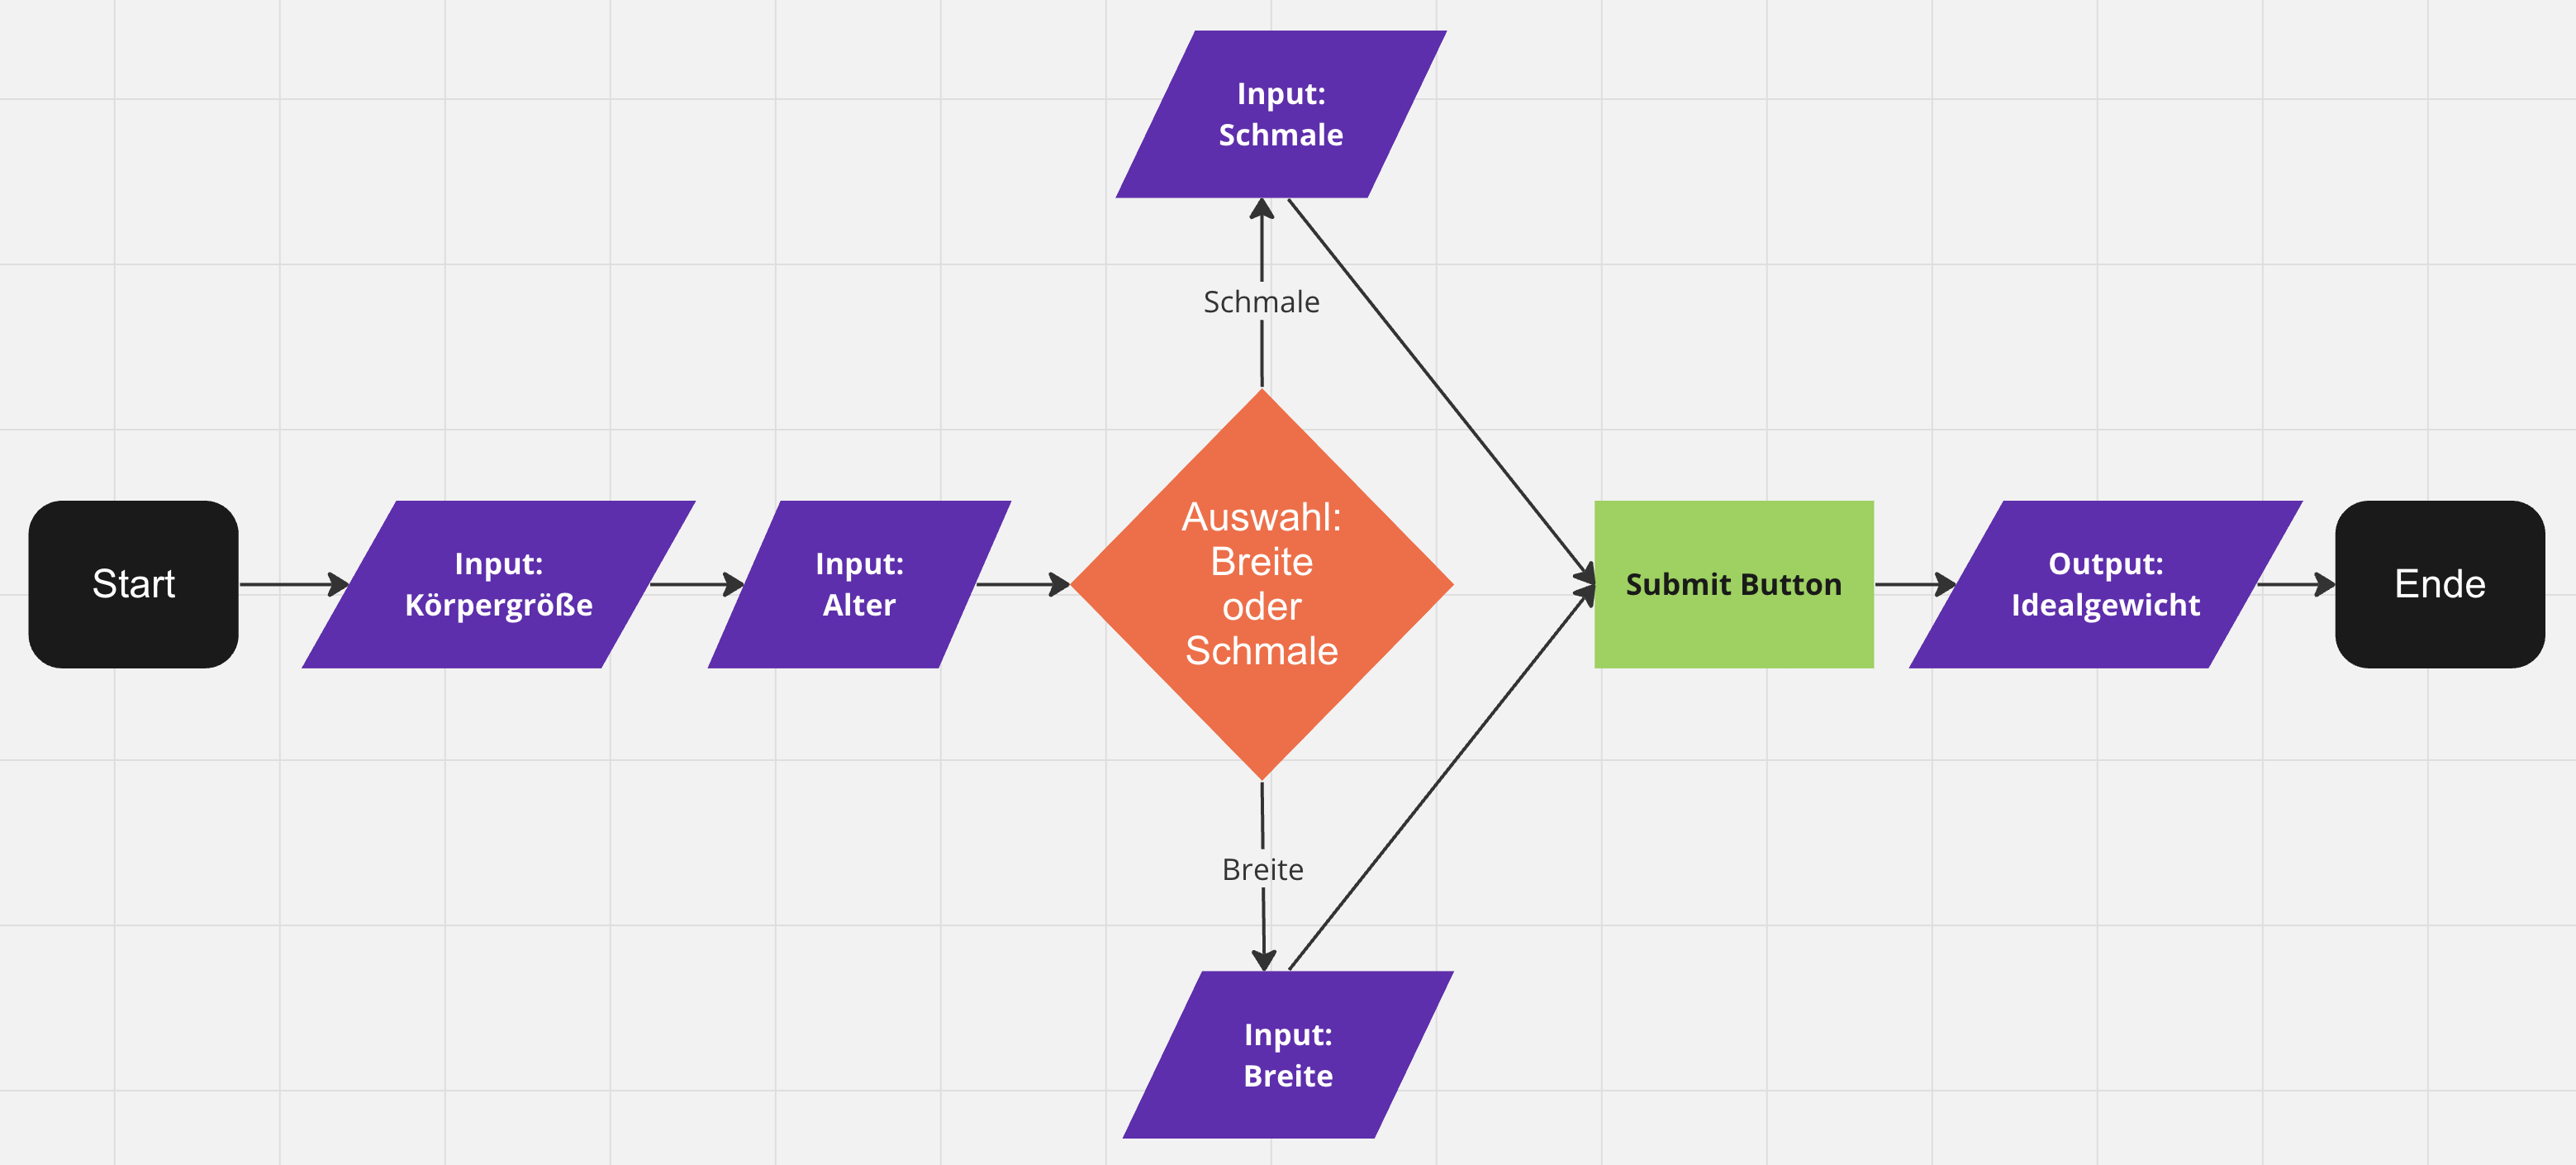 Input:
Schmale
Schmale
Start
Input:
Körpergröße
Input:
Alter
Auswahl:
Breite
oder
Schmale
Submit Button
Output:
Idealgewicht
Ende
Breite
Input:
Breite